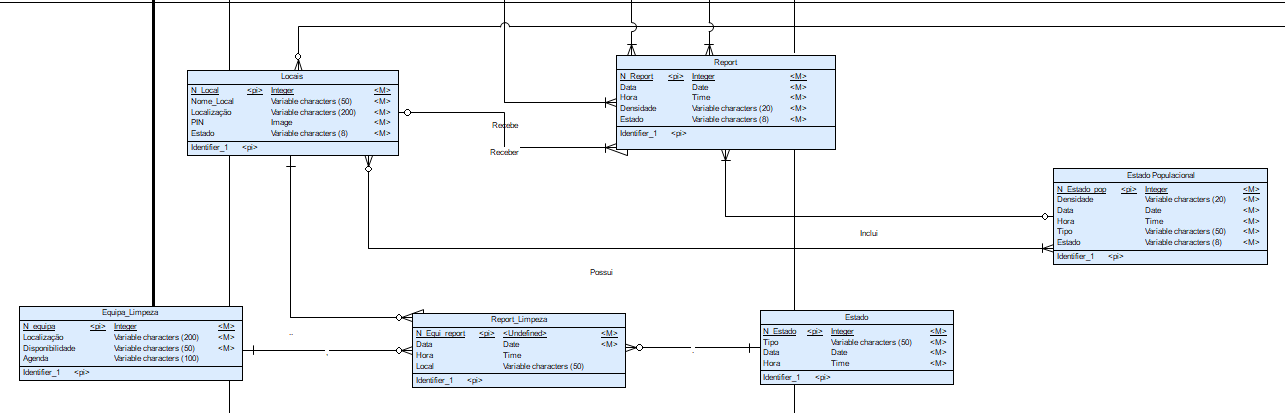 Locais
N_Local <pi> Integer <M>
Nome_Local Variable characters (50) <M>
Localização Variable characters (200) <M>
PIN Image <M>
Estado Variable characters (8) <M>
Identifier_1 <pi>
Report
N_Report <pi> Integer <M>
Data Date <M>
Hora Time <M>
Densidade Variable characters (20) <M>
Estado Variable characters (8) <M>
Identifier_1 <pi>
Recebe
Receber
Estado Populacional
N_Estado_pop <pi> Integer <M>
Densidade Variable characters (20) <M>
Data Date <M>
Hora Time <M>
Tipo Variable characters (50) <M>
Estado Variable characters (8) <M>
Identifier_1 <pi>
Inclui
Possui
Equipa_Limpeza
N_equipa <pi> Integer <M>
Localização Variable characters (200) <M>
Disponibilidade Variable characters (50) <M>
Agenda Variable characters (100)
Identifier_1 <pi>
..
.
Report_Limpeza
N_Equi_report <pi> <Undefined> <M>
Data Date <M>
Hora Time
Local Variable characters (50)
Identifier_1 <pi>
.
Estado
N_Estado <pi> Integer <M>
Tipo Variable characters (50) <M>
Data Date <M>
Hora Time <M>
Identifier_1 <pi>